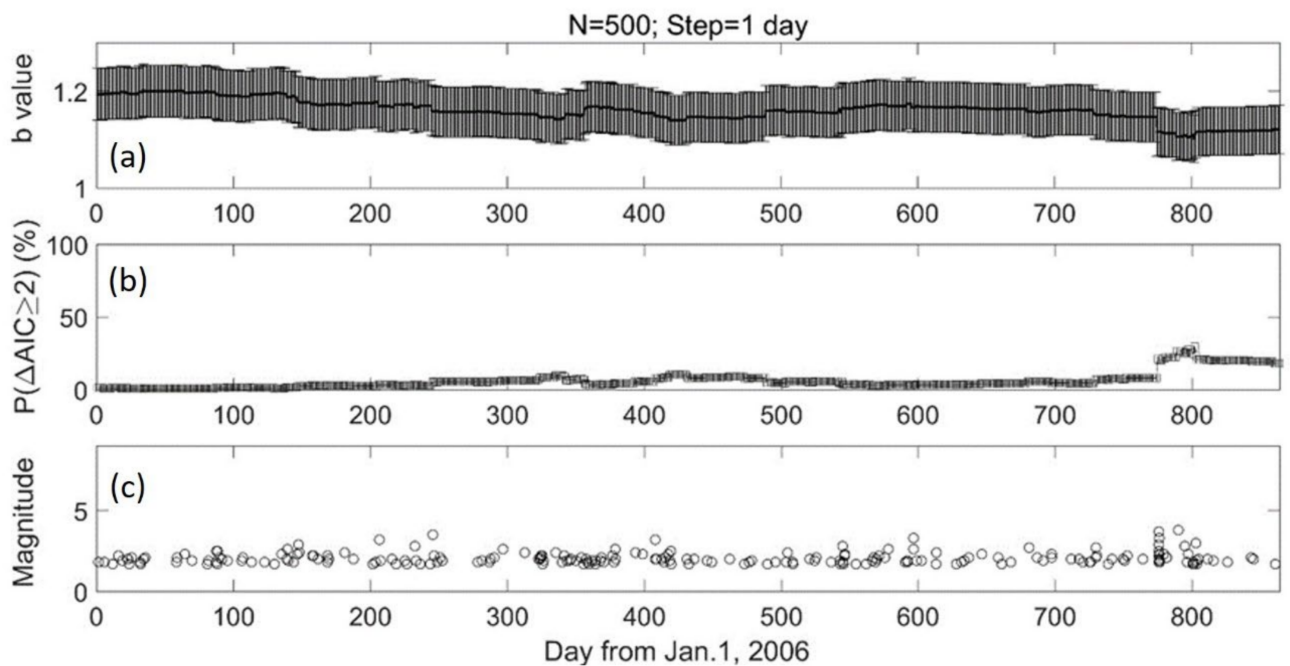 N=500; Step=1 day
b value
1.2
1
(a)
0 100 200 300 400 500 600 700 800
P(ΔAIC≥2) (%)
100
50
0
(b)
0 100 200 300 400 500 600 700 800
Magnitude
5
0
(c)
0 100 200 300 400 500 600 700 800
Day from Jan.1, 2006